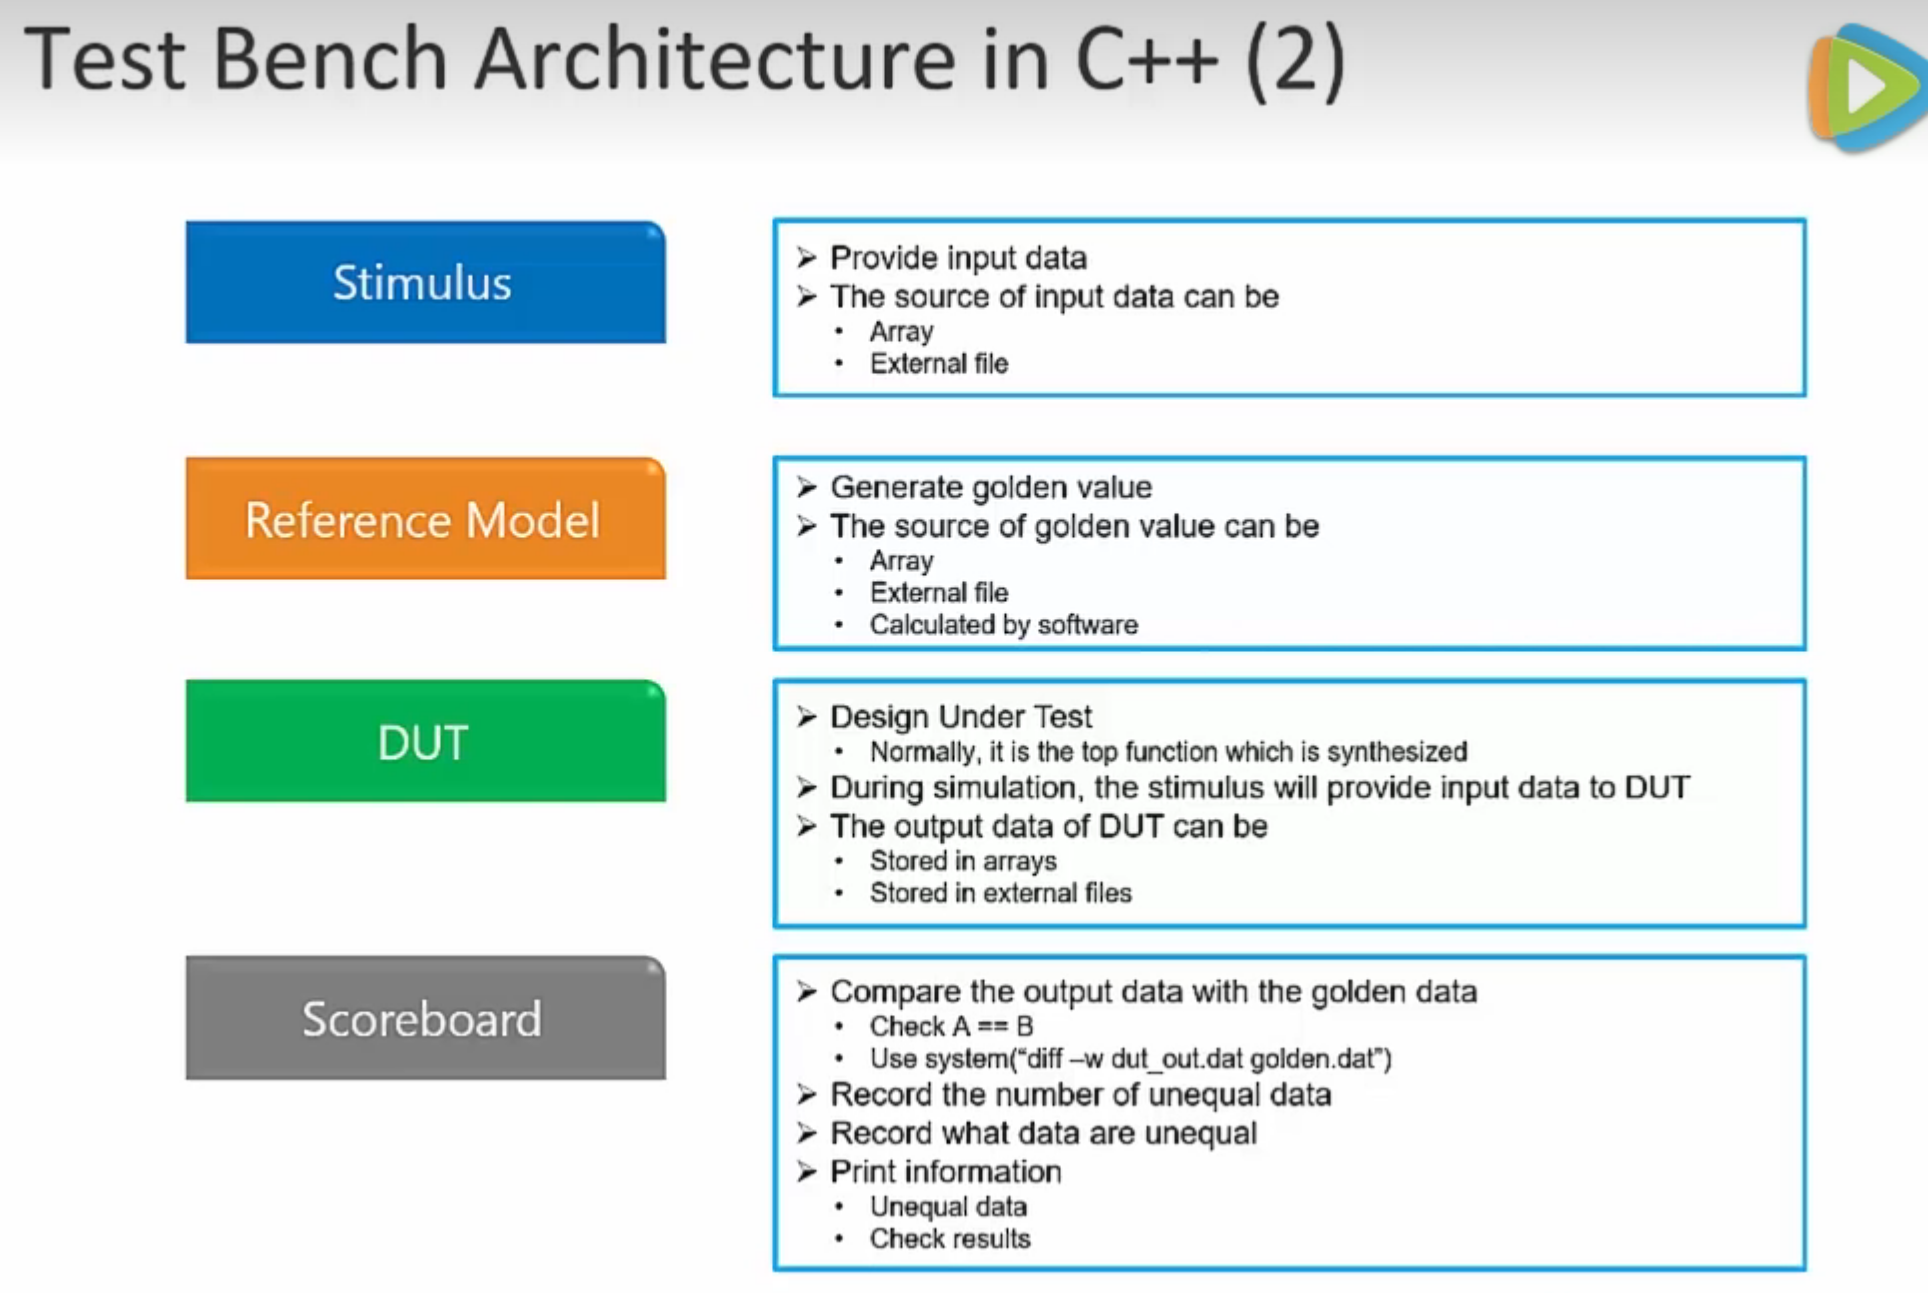 Test Bench Architecture in C++ (2)
Stimulus
➢ Provide input data
➢ The source of input data can be
• Array
• External file
Reference Model
➢ Generate golden value
➢ The source of golden value can be
• Array
• External file
• Calculated by software
DUT
➢ Design Under Test
• Normally, it is the top function which is synthesized
➢ During simulation, the stimulus will provide input data to DUT
➢ The output data of DUT can be
• Stored in arrays
• Stored in external files
Scoreboard
➢ Compare the output data with the golden data
• Check A == B
• Use system(“diff –w dut_out.dat golden.dat”)
➢ Record the number of unequal data
➢ Record what data are unequal
➢ Print information
• Unequal data
• Check results